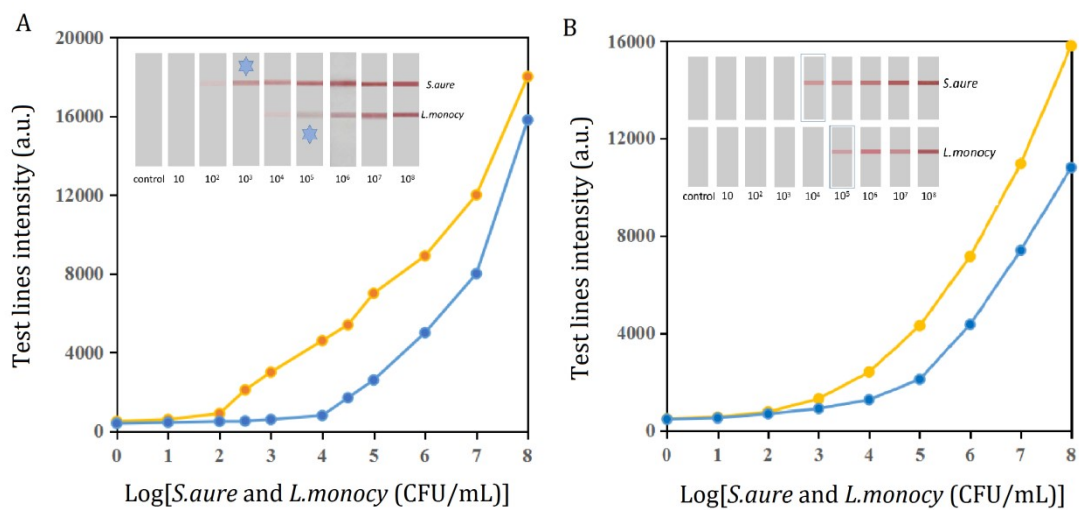 A
20000
16000
12000
8000
4000
0
Test lines intensity (a.u.)
S.aure
L.monocy
control 10 10² 10³ 10⁴ 10⁵ 10⁶ 10⁷ 10⁸
0 1 2 3 4 5 6 7 8
Log[S.aure and L.monocy (CFU/mL)]
B
16000
12000
8000
4000
0
Test lines intensity (a.u.)
S.aure
L.monocy
control 10 10² 10³ 10⁴ 10⁵ 10⁶ 10⁷ 10⁸
0 1 2 3 4 5 6 7 8
Log[S.aure and L.monocy (CFU/mL)]